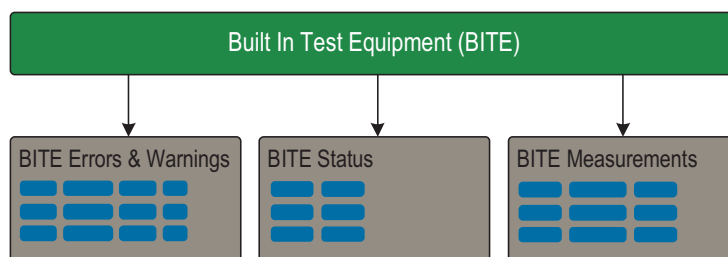 Built In Test Equipment (BITE)
BITE Errors & Warnings
BITE Status
BITE Measurements